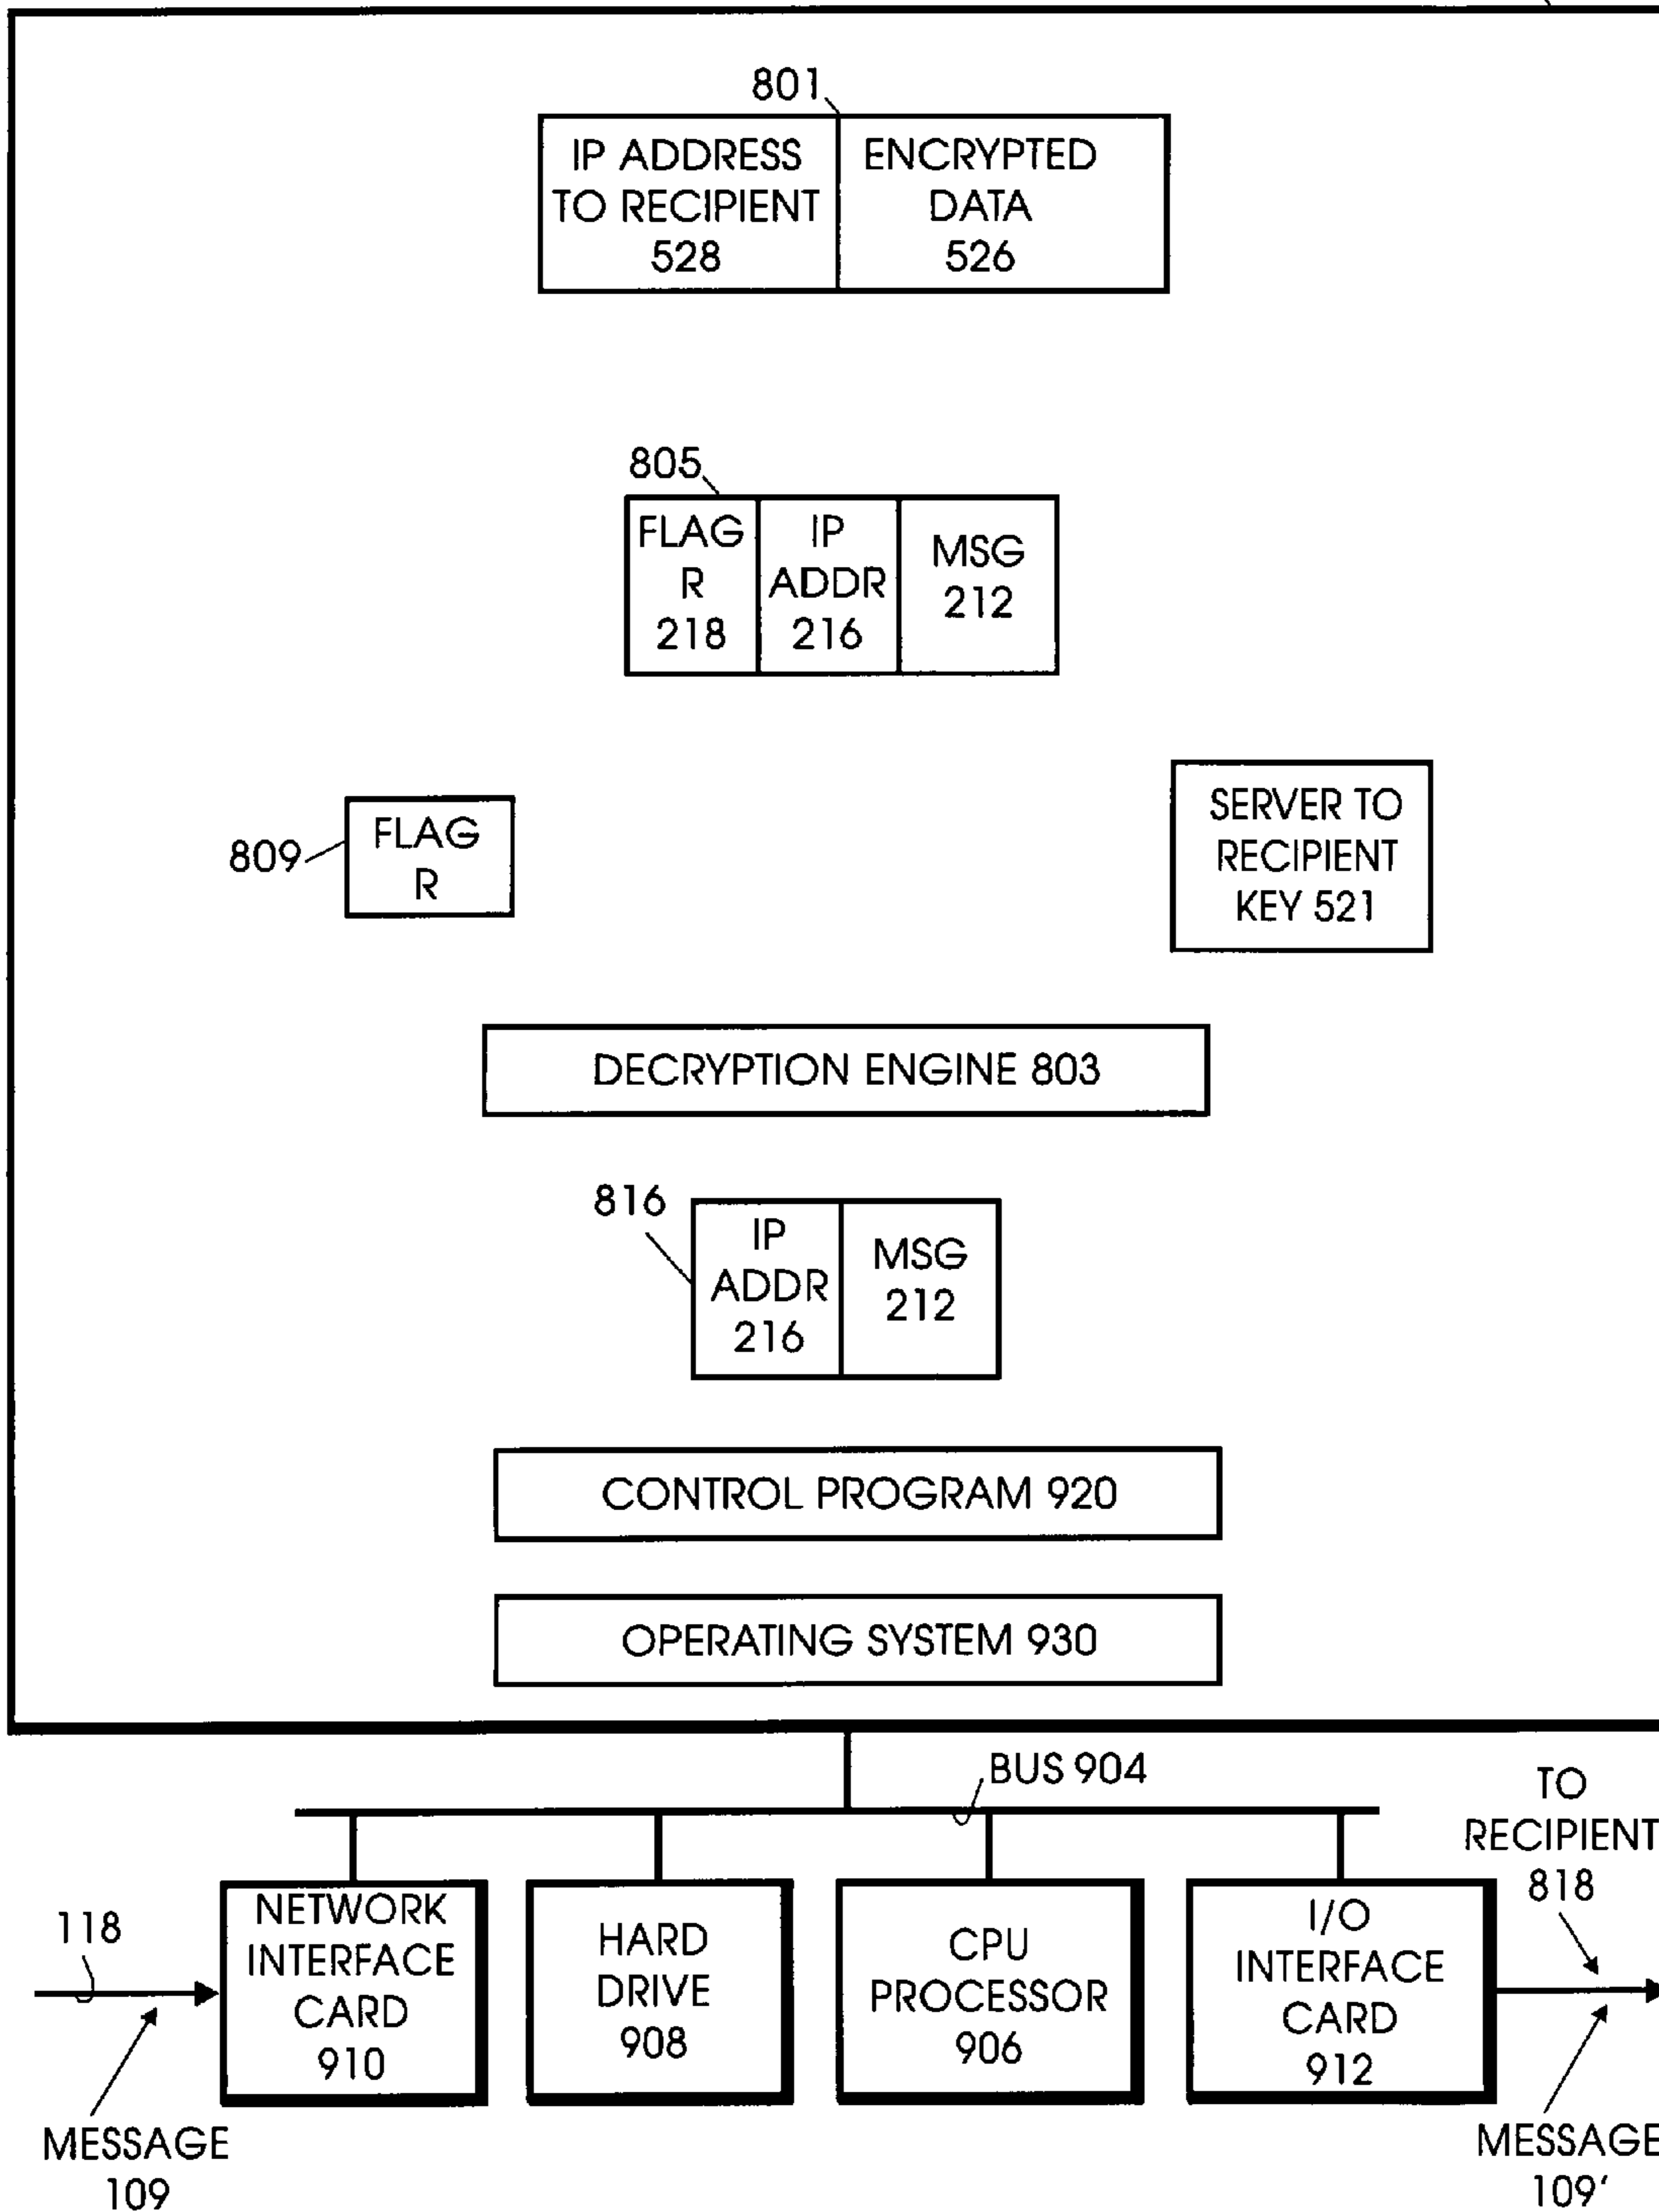 801
IP ADDRESS
TO RECIPIENT
528
ENCRYPTED
DATA
526
805
FLAG
R
218
IP
ADDR
216
MSG
212
809
FLAG
R
SERVER TO
RECIPIENT
KEY 521
DECRYPTION ENGINE 803
816
IP
ADDR
216
MSG
212
CONTROL PROGRAM 920
OPERATING SYSTEM 930
BUS 904
TO
RECIPIENT
818
118
NETWORK
INTERFACE
CARD
910
HARD
DRIVE
908
CPU
PROCESSOR
906
I/O
INTERFACE
CARD
912
MESSAGE
109
MESSAGE
109'